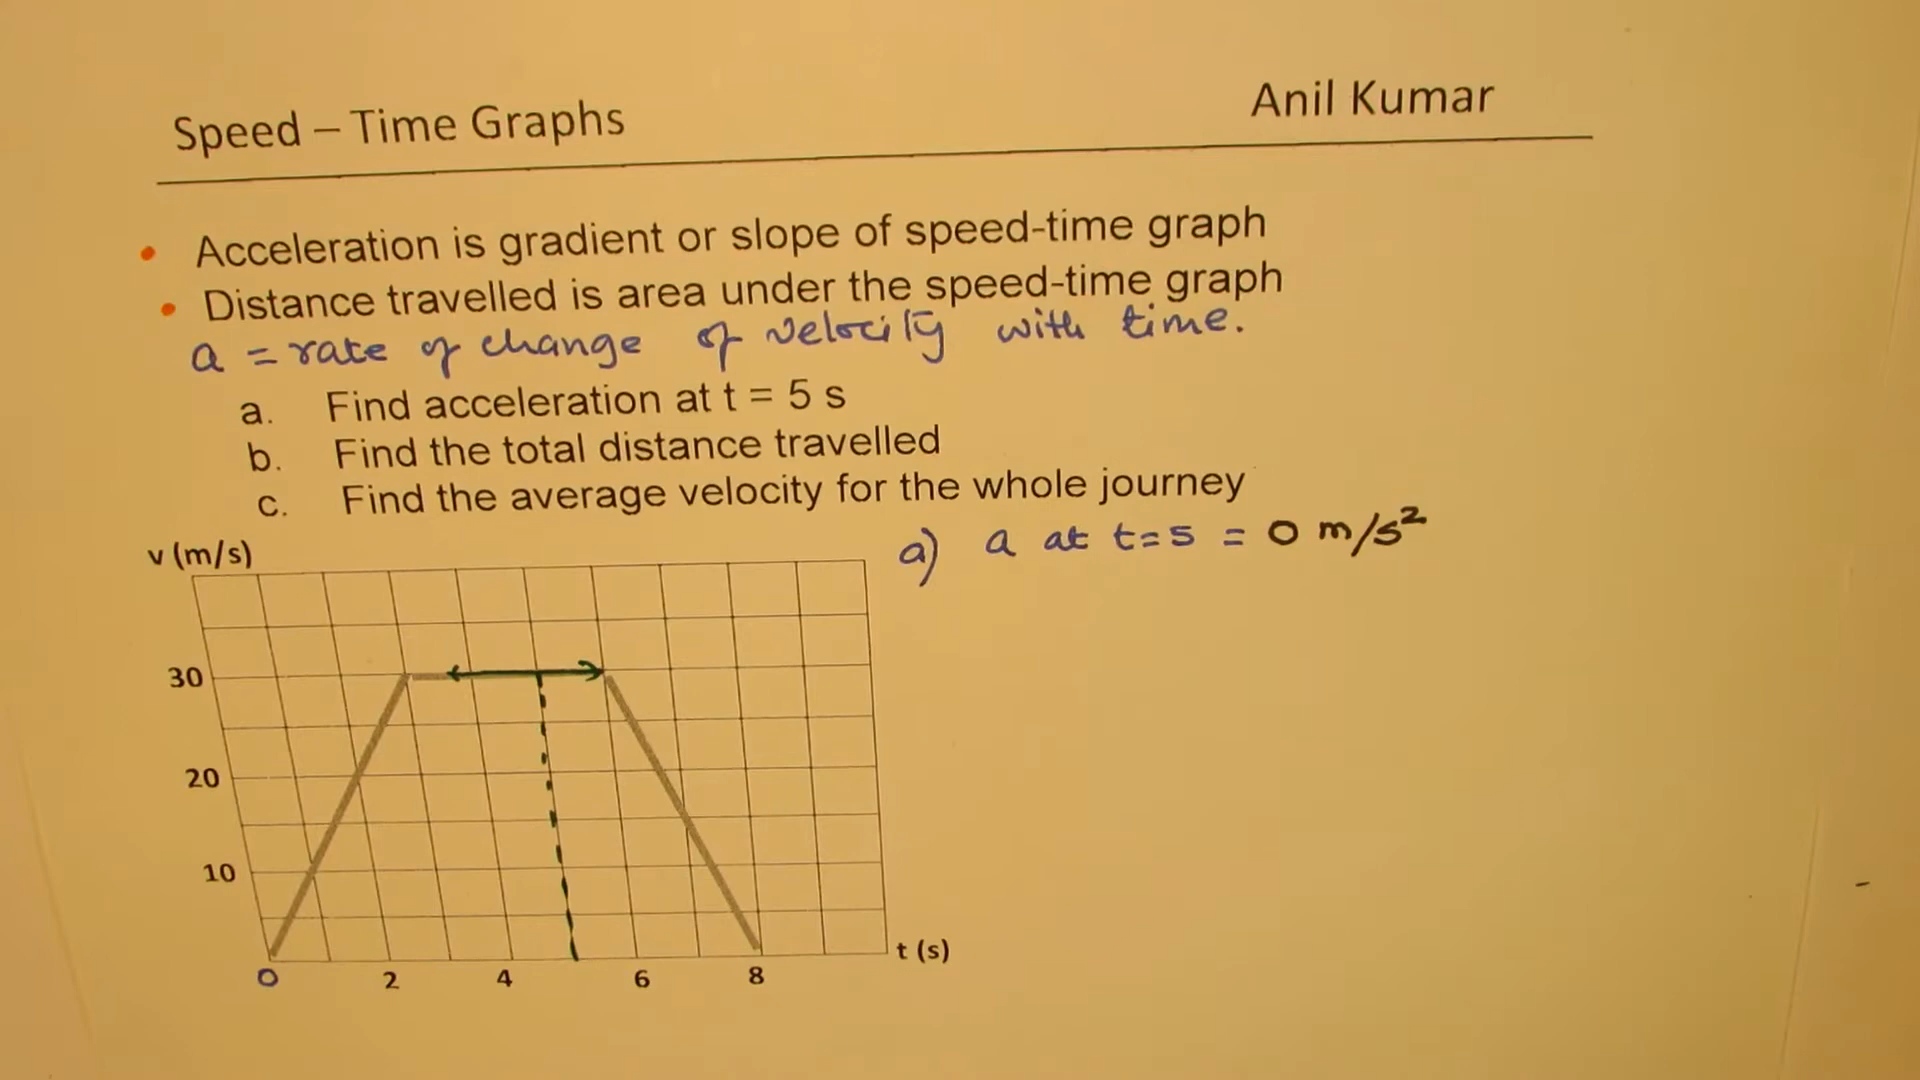 Speed – Time Graphs
Anil Kumar
• Acceleration is gradient or slope of speed-time graph
• Distance travelled is area under the speed-time graph
a = rate of change of velocity with time.
a. Find acceleration at t = 5 s
b. Find the total distance travelled
c. Find the average velocity for the whole journey
a) a at t=5 = 0 m/s²
v (m/s)
30
20
10
t (s)
0 2 4 6 8